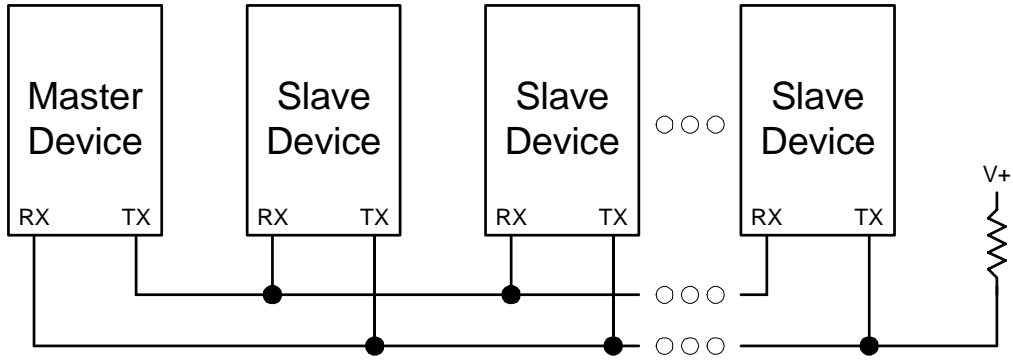 Master
Device
Slave
Device
Slave
Device
Slave
Device
V+
RX TX
RX TX
RX TX
RX TX